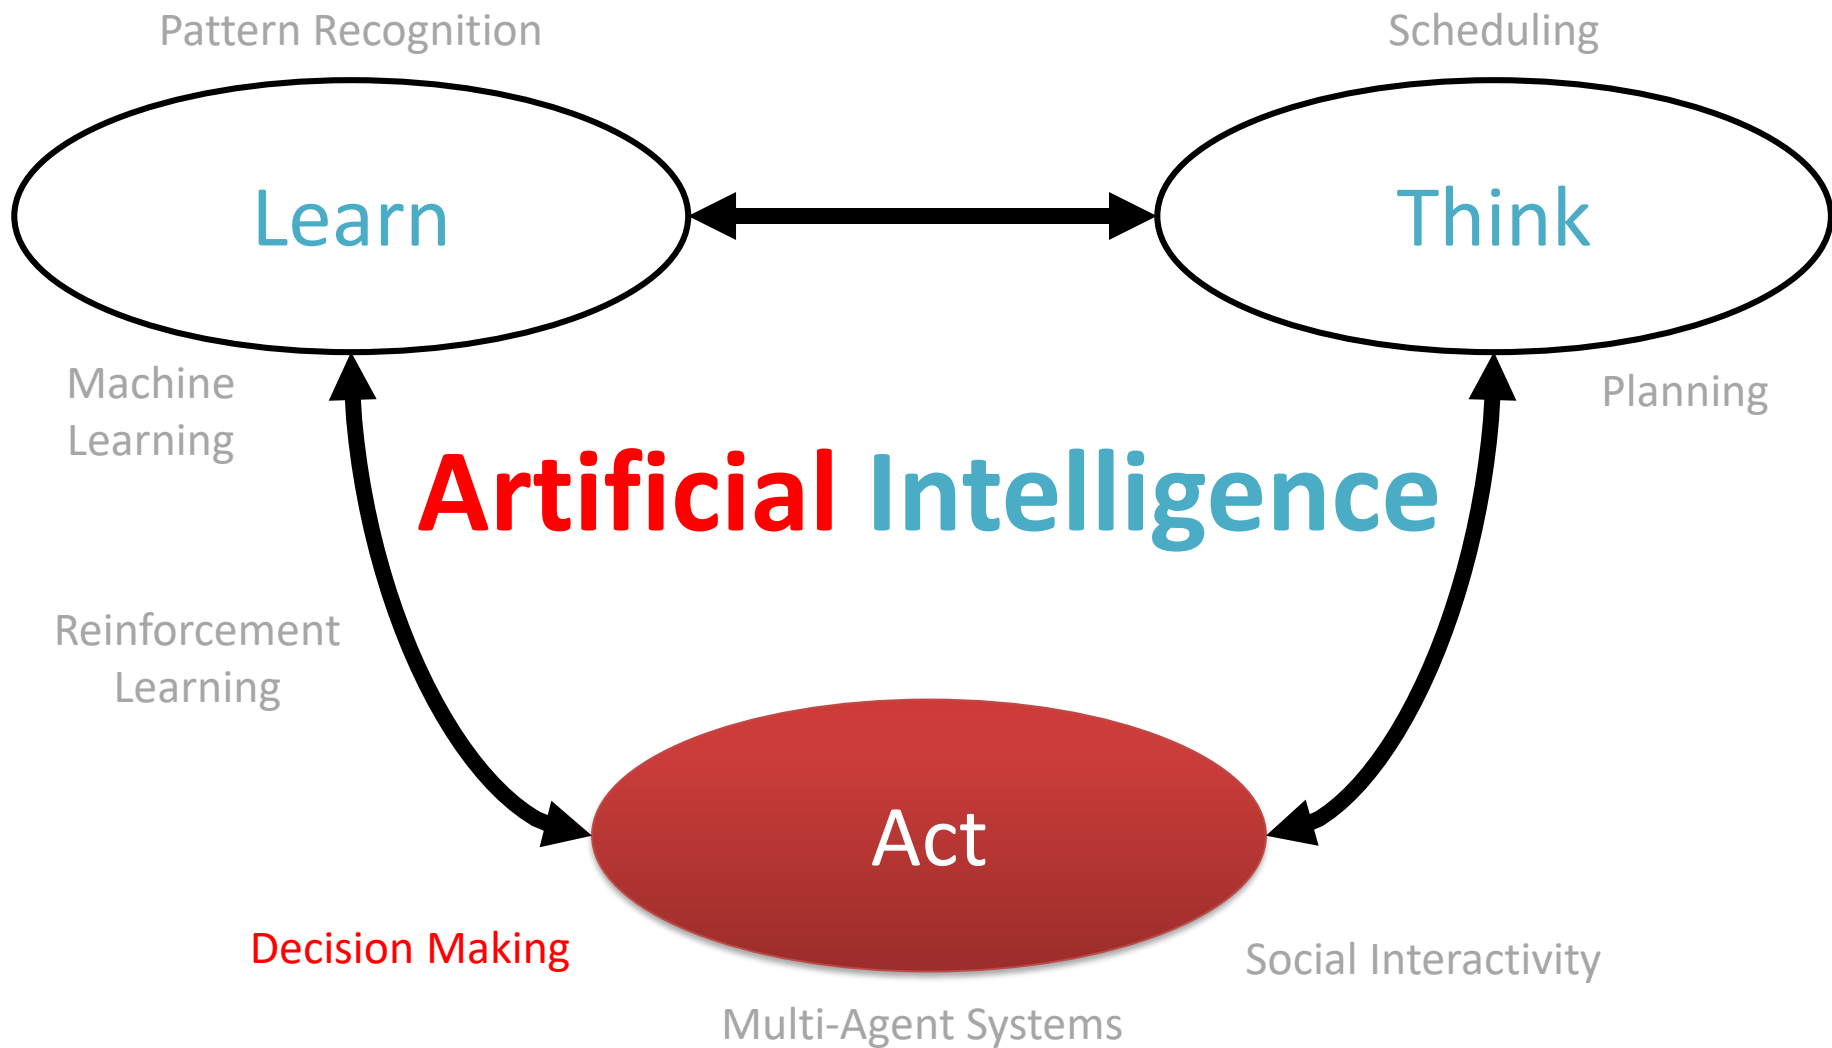 Pattern Recognition
Scheduling
Learn
Think
Machine
Learning
Planning
Artificial Intelligence
Reinforcement
Learning
Act
Decision Making
Social Interactivity
Multi-Agent Systems